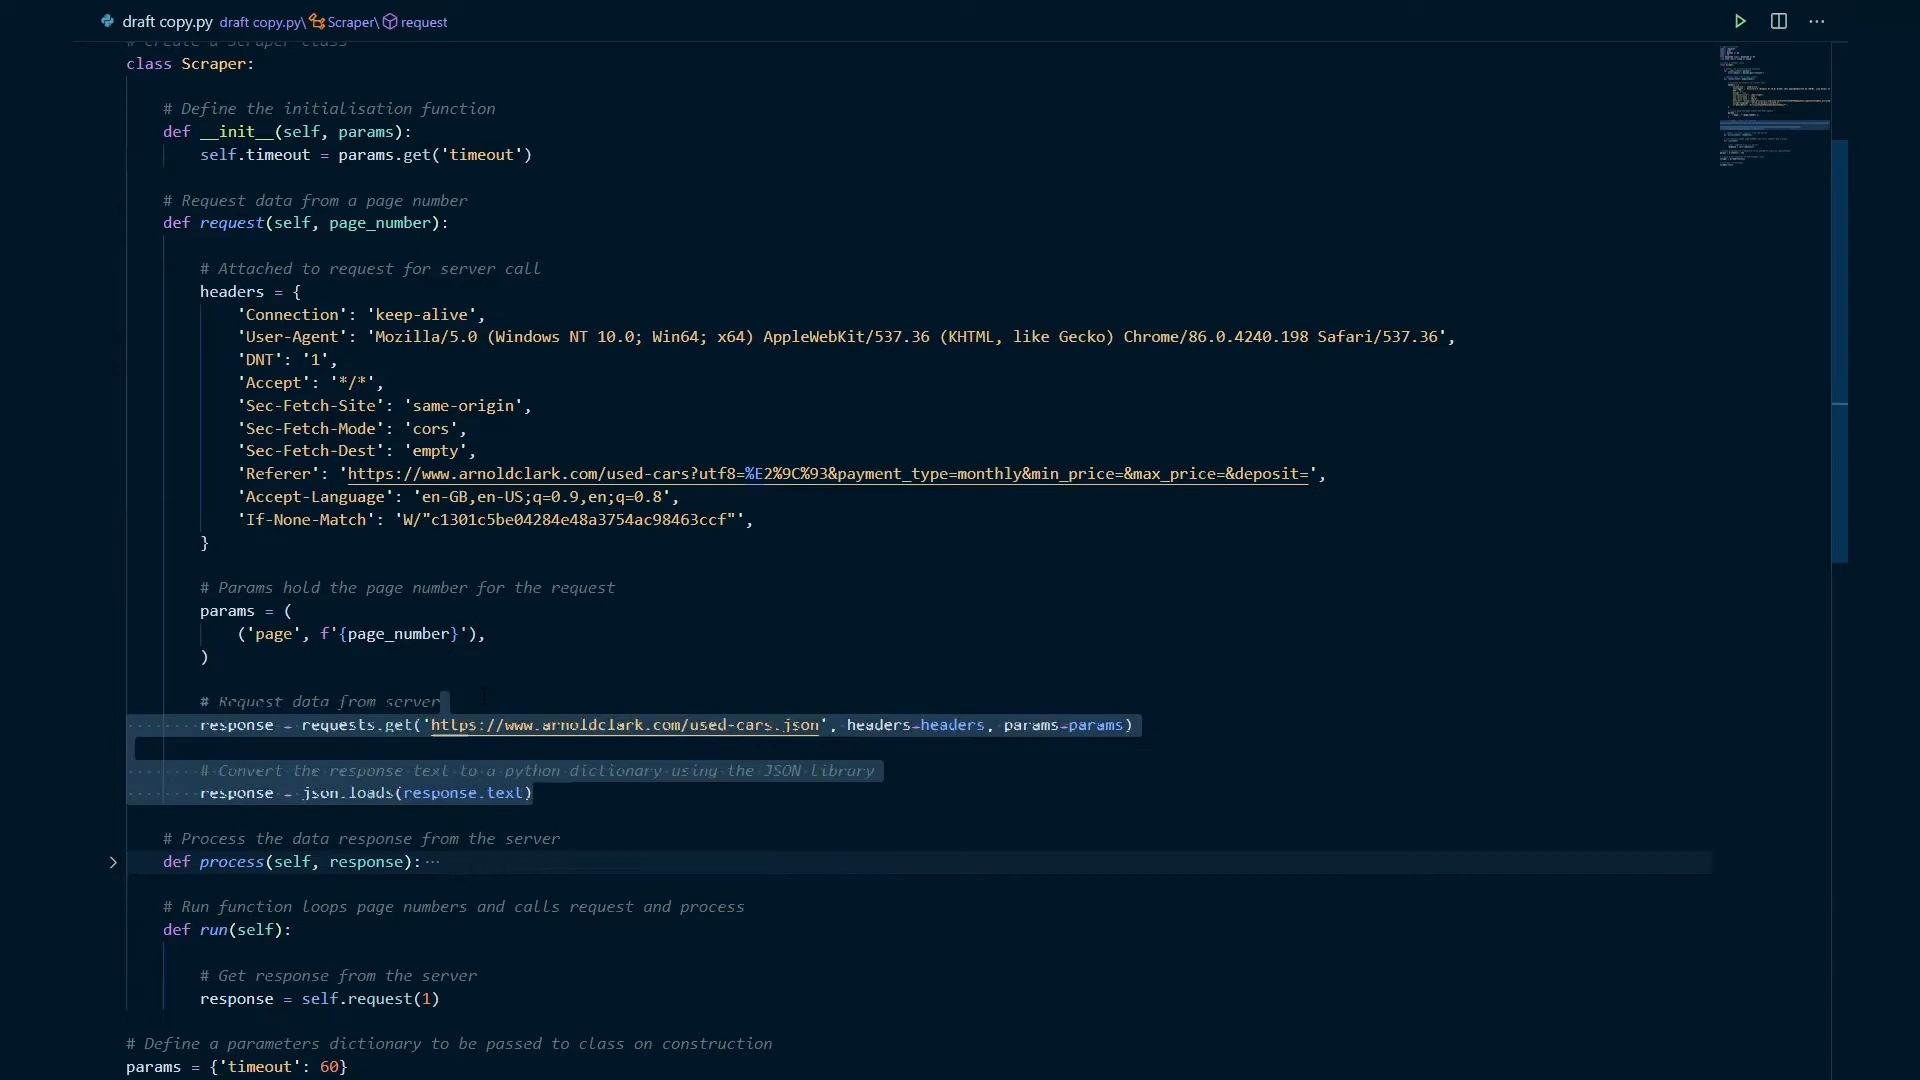 draft copy.py draft copy.py\Scraper\request
# Create a Scraper class
class Scraper:
# Define the initialisation function
def __init__(self, params):
self.timeout = params.get('timeout')
# Request data from a page number
def request(self, page_number):
# Attached to request for server call
headers = {
'Connection': 'keep-alive',
'User-Agent': 'Mozilla/5.0 (Windows NT 10.0; Win64; x64) AppleWebKit/537.36 (KHTML, like Gecko) Chrome/86.0.4240.198 Safari/537.36',
'DNT': '1',
'Accept': '*/*',
'Sec-Fetch-Site': 'same-origin',
'Sec-Fetch-Mode': 'cors',
'Sec-Fetch-Dest': 'empty',
'Referer': 'https://www.arnoldclark.com/used-cars?utf8=%E2%9C%93&payment_type=monthly&min_price=&max_price=&deposit=',
'Accept-Language': 'en-GB,en-US;q=0.9,en;q=0.8',
'If-None-Match': 'W/"c1301c5be04284e48a3754ac98463ccf"',
}
# Params hold the page number for the request
params = (
('page', f'{page_number}'),
)
# Request data from server
response = requests.get('https://www.arnoldclark.com/used-cars.json', headers=headers, params=params)
# Convert the response text to a python dictionary using the JSON library
response = json.loads(response.text)
# Process the data response from the server
def process(self, response): ...
# Run function loops page numbers and calls request and process
def run(self):
# Get response from the server
response = self.request(1)
# Define a parameters dictionary to be passed to class on construction
params = {'timeout': 60}